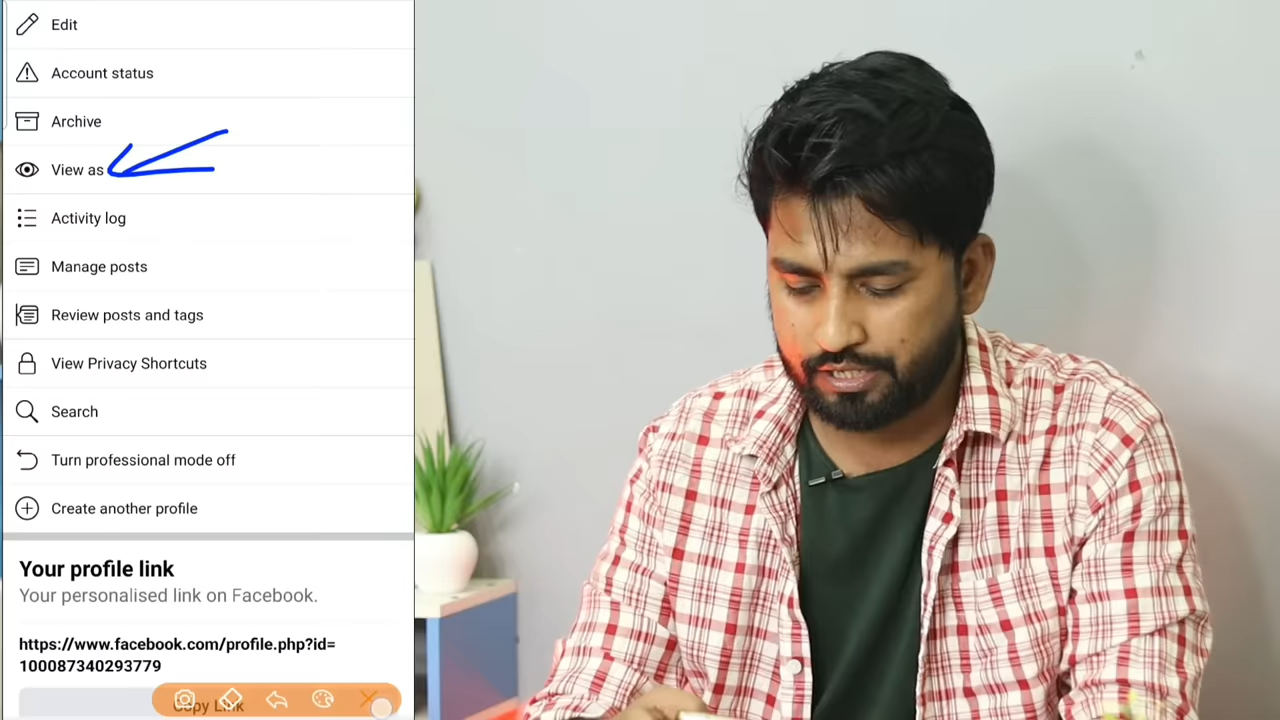 Edit
Account status
Archive
View as
Activity log
Manage posts
Review posts and tags
View Privacy Shortcuts
Search
Turn professional mode off
Create another profile
Your profile link
Your personalised link on Facebook.
https://www.facebook.com/profile.php?id=
100087340293779
Copy Link